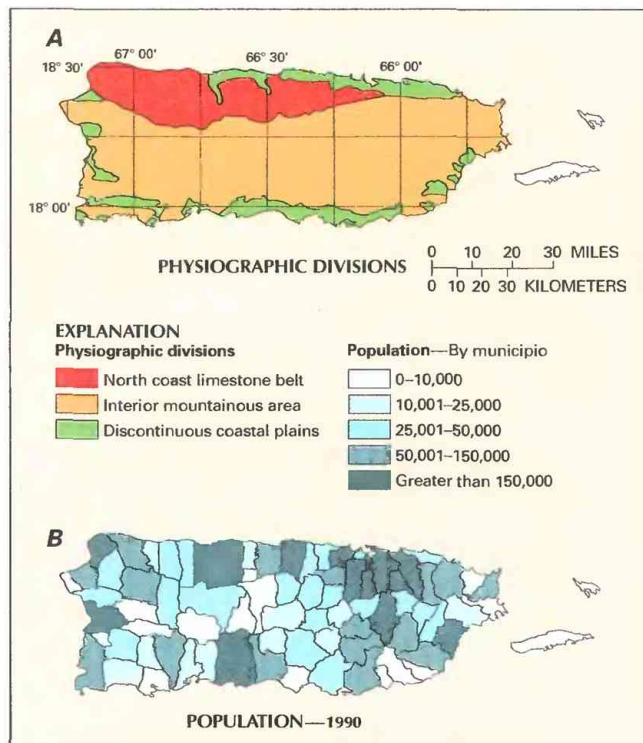 A
67° 00'
66° 30'
66° 00'
18° 30'
18° 00'
PHYSIOGRAPHIC DIVISIONS
0 10 20 30 MILES
0 10 20 30 KILOMETERS
EXPLANATION
Physiographic divisions
North coast limestone belt
Interior mountainous area
Discontinuous coastal plains
Population—By municipio
0–10,000
10,001–25,000
25,001–50,000
50,001–150,000
Greater than 150,000
B
POPULATION—1990